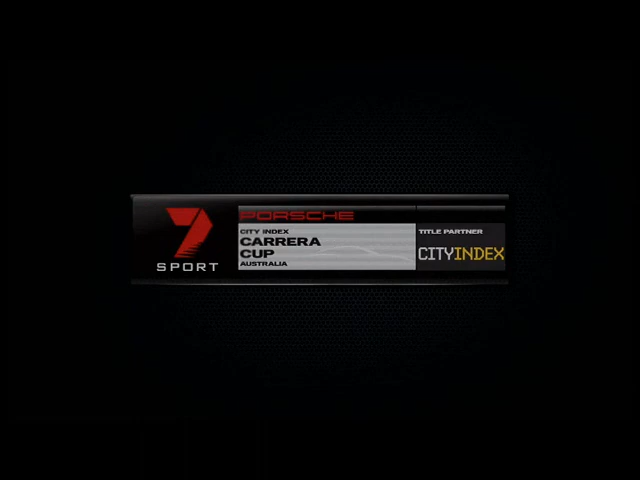 7
SPORT
PORSCHE
CITY INDEX
CARRERA
CUP
AUSTRALIA
TITLE PARTNER
CITYINDEX